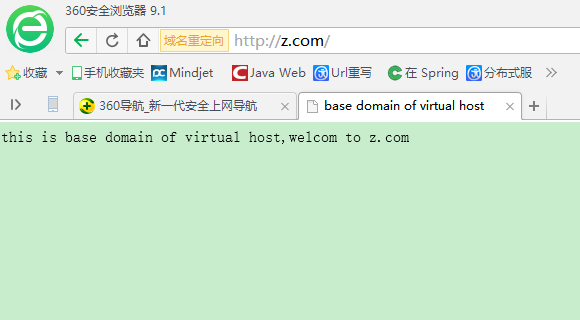 360安全浏览器 9.1
域名重定向 http://z.com/
收藏 手机收藏夹 Mindjet Java Web Url重写 在 Spring 分布式服
360导航_新一代安全上网导航 base domain of virtual host
this is base domain of virtual host,welcom to z.com